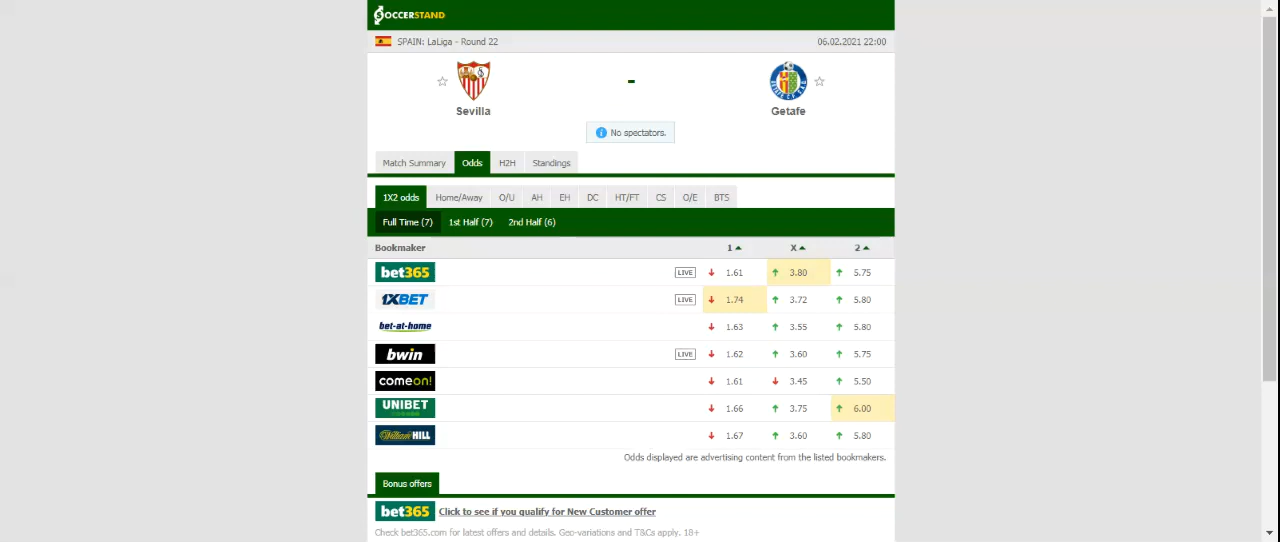 SOCCERSTAND
SPAIN: LaLiga - Round 22 06.02.2021 22:00
-
Sevilla Getafe
No spectators.
Match Summary Odds H2H Standings
1X2 odds Home/Away O/U AH EH DC HT/FT CS O/E BTS
Full Time (7) 1st Half (7) 2nd Half (6)
Bookmaker 1 X 2
bet365 LIVE 1.61 3.80 5.75
1XBET LIVE 1.74 3.72 5.80
bet-at-home 1.63 3.55 5.80
bwin LIVE 1.62 3.60 5.75
comeon! 1.61 3.45 5.50
UNIBET 1.66 3.75 6.00
William HILL 1.67 3.60 5.80
Odds displayed are advertising content from the listed bookmakers.
Bonus offers
bet365 Click to see if you qualify for New Customer offer
Check bet365.com for latest offers and details. Geo-variations and T&Cs apply. 18+